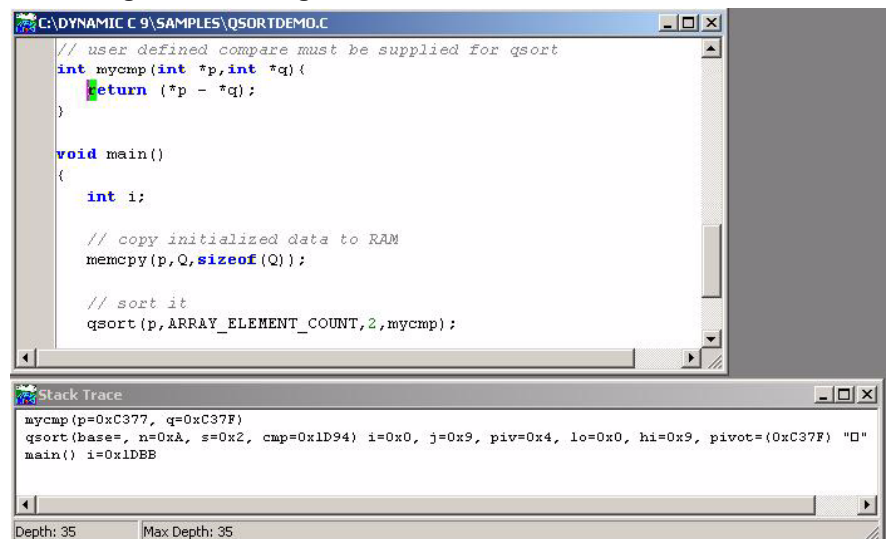 C:\DYNAMIC C 9\SAMPLES\QSORTDEMO.C
// user defined compare must be supplied for qsort
int mycmp(int *p,int *q){
return (*p - *q);
}
void main()
{
int i;
// copy initialized data to RAM
memcpy(p,Q,sizeof(Q));
// sort it
qsort(p,ARRAY_ELEMENT_COUNT,2,mycmp);
Stack Trace
mycmp(p=0xC377, q=0xC37F)
qsort(base=, n=0xA, s=0x2, cmp=0x1D94) i=0x0, j=0x9, piv=0x4, lo=0x0, hi=0x9, pivot=(0xC37F) "□"
main() i=0x1DBB
Depth: 35 Max Depth: 35